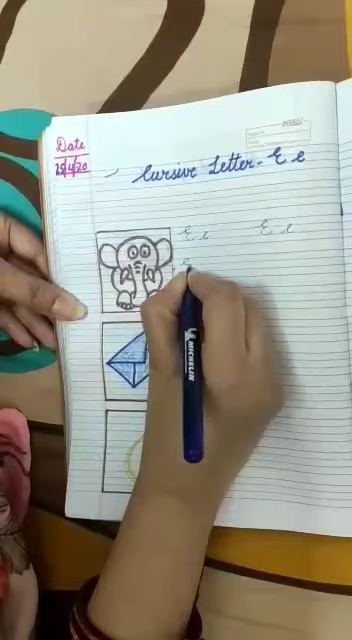 Date
25/4/20
Cursive Letter - E e
E e E e
E
MICHELIN